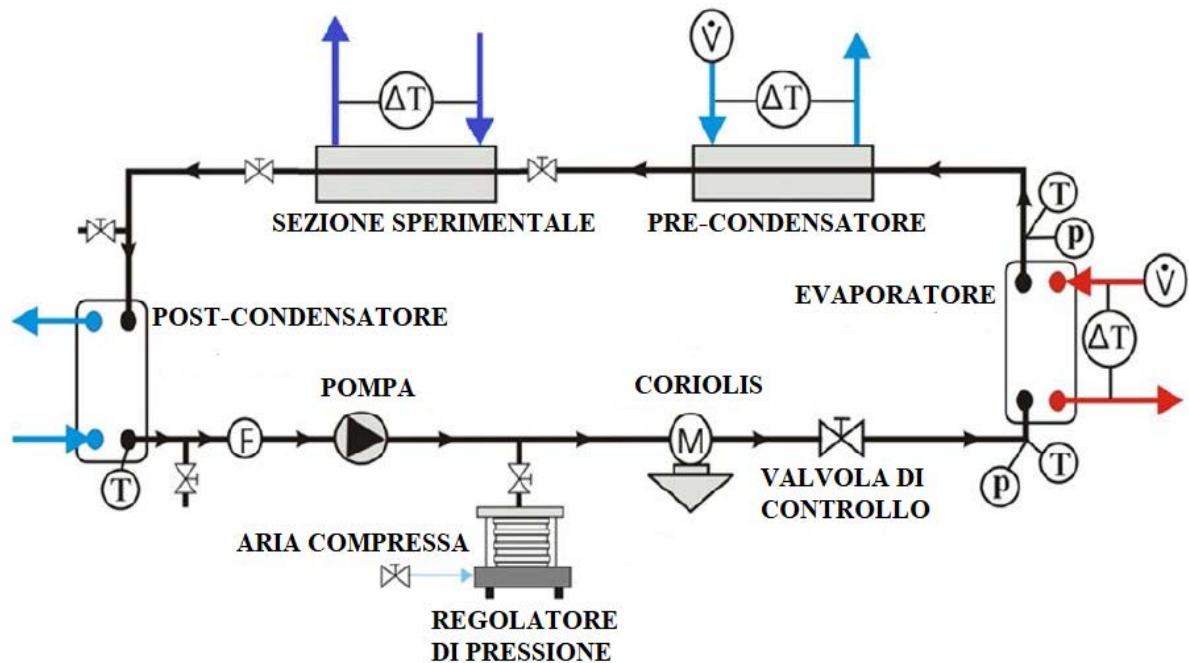 V̇
ΔT
ΔT
SEZIONE SPERIMENTALE
PRE-CONDENSATORE
T
p
EVAPORATORE
V̇
ΔT
POST-CONDENSATORE
POMPA
CORIOLIS
F
M
T
VALVOLA DI
CONTROLLO
p
T
ARIA COMPRESSA
REGOLATORE
DI PRESSIONE